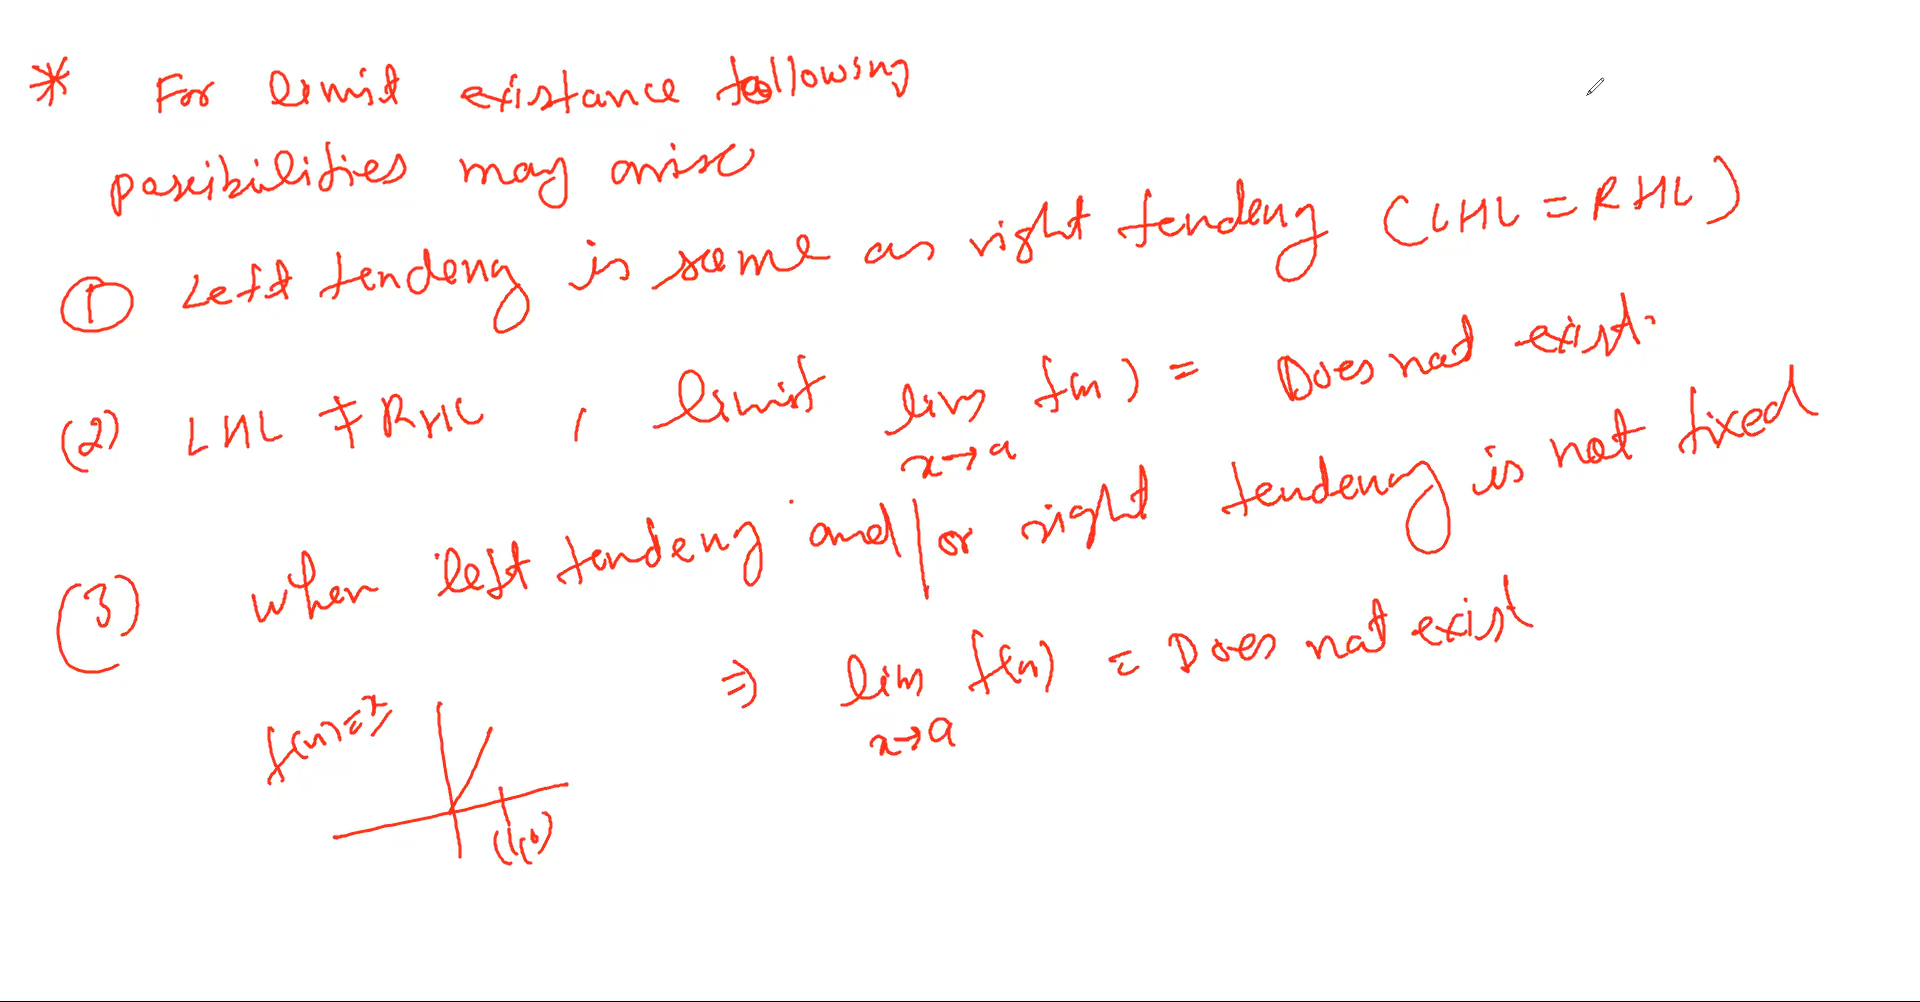 * For limit existance following
possibilities may arise
① Left tendency is same as right tendency (LHL = RHL)
(2) LHL ≠ RHL , limit lim f(x) = Does not exist.
x→a
(3) when left tendency and/or right tendency is not fixed
⇒ lim f(x) = Does not exist
x→a
f(x)=x
(1,0)